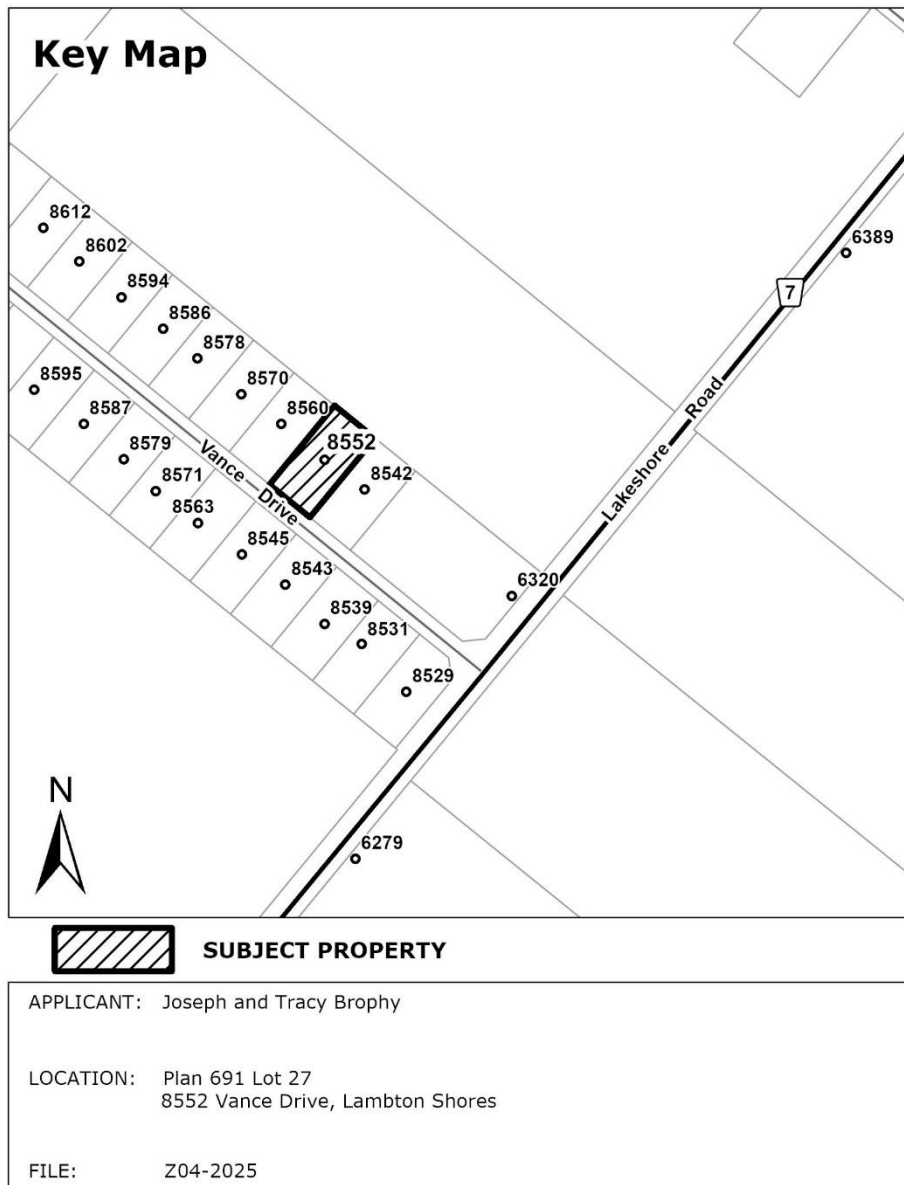 Key Map
8612
8602
8594
8586
8578
8570
8560
8552
8542
6389
7
Lakeshore Road
8595
8587
8579
8571
8563
Vance Drive
8545
8543
8539
8531
8529
6320
6279
N
SUBJECT PROPERTY
APPLICANT: Joseph and Tracy Brophy
LOCATION: Plan 691 Lot 27
8552 Vance Drive, Lambton Shores
FILE: Z04-2025